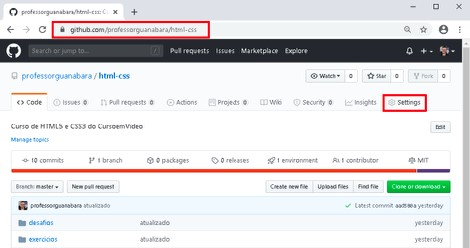 professorguanabara/html-css: C
github.com/professorguanabara/html-css
Search or jump to... / Pull requests Issues Marketplace Explore
professorguanabara / html-css Watch 0 Star 0 Fork 0
Code Issues 0 Pull requests 0 Actions Projects 0 Wiki Security 0 Insights Settings
Curso de HTML5 e CSS3 do CursoemVideo Edit
Manage topics
10 commits 1 branch 0 packages 0 releases 1 environment 1 contributor MIT
Branch: master New pull request Create new file Upload files Find file Clone or download
professorguanabara atualizado Latest commit yesterday
desafios atualizado yesterday
exercicios atualizado yesterday